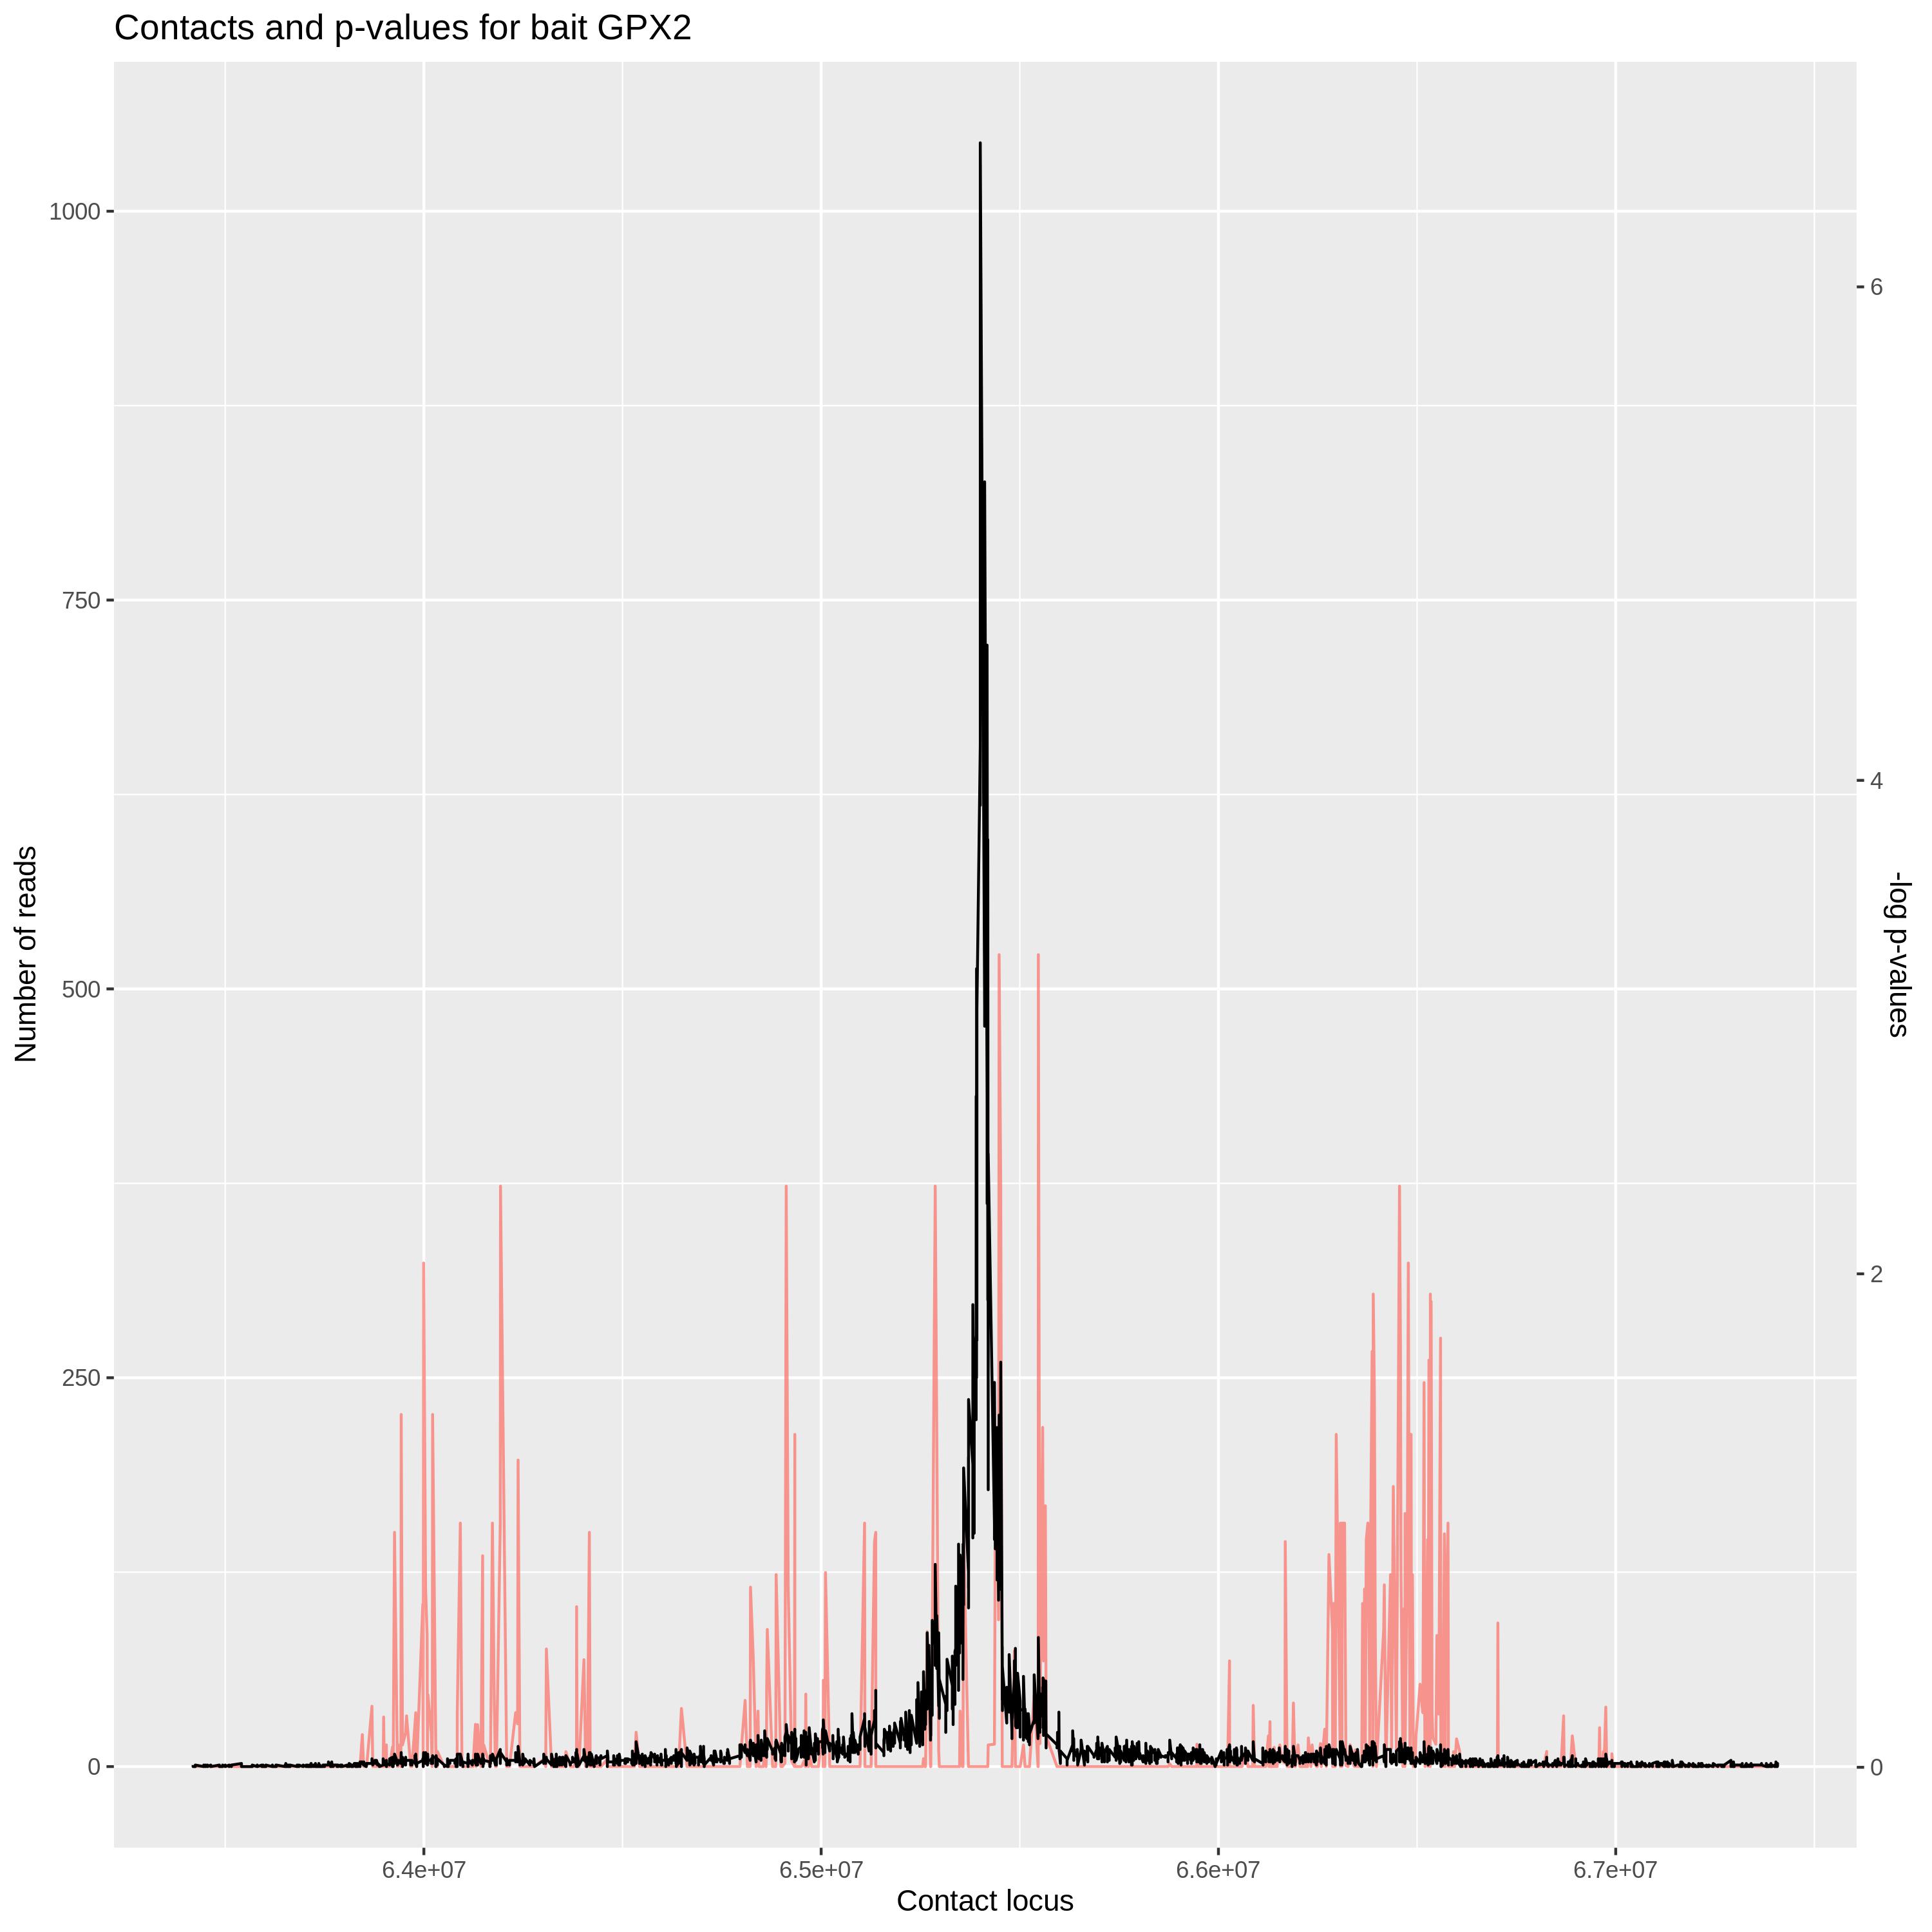 Contacts and p-values for bait GPX2
1000
750
500
250
0
Number of reads
6
4
2
0
-log p-values
6.4e+07
6.5e+07
6.6e+07
6.7e+07
Contact locus